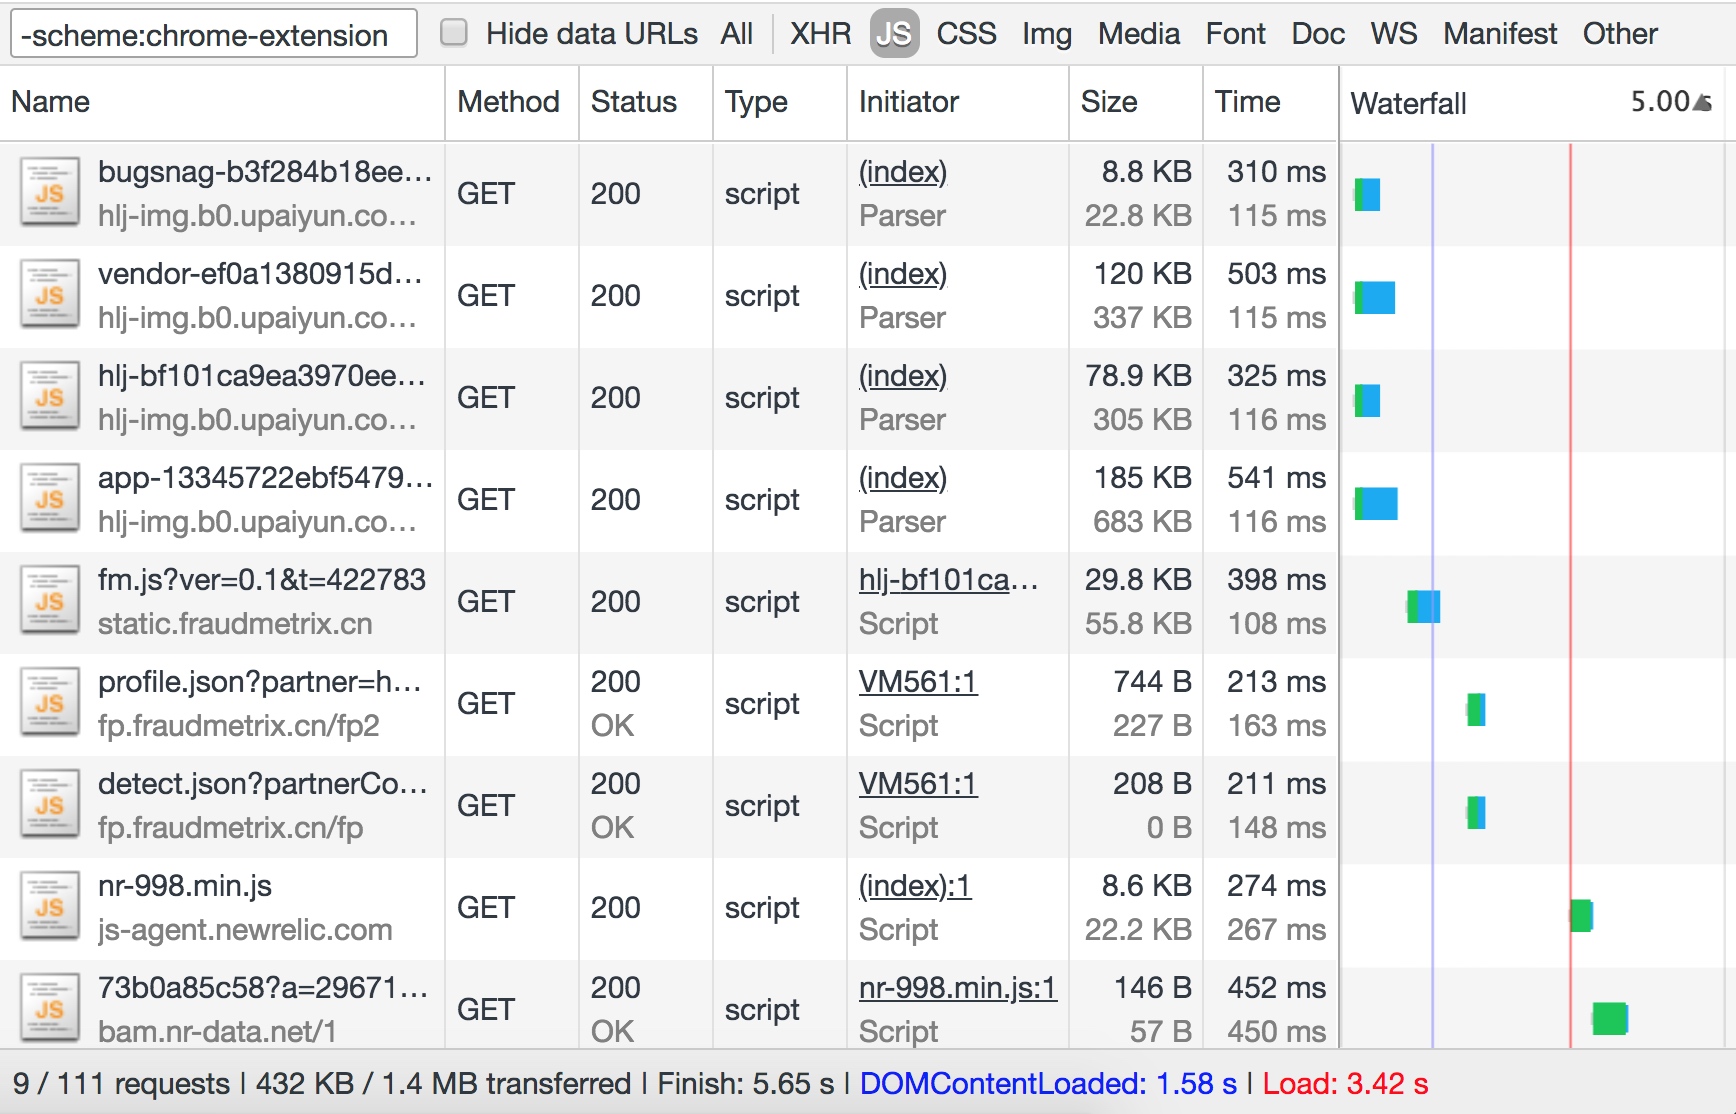 -scheme:chrome-extension Hide data URLs All XHR JS CSS Img Media Font Doc WS Manifest Other
Name Method Status Type Initiator Size Time Waterfall 5.00 s
bugsnag-b3f284b18ee... (index) 8.8 KB 310 ms
JS GET 200 script
hlj-img.b0.upaiyun.co... Parser 22.8 KB 115 ms
vendor-ef0a1380915d... (index) 120 KB 503 ms
JS GET 200 script
hlj-img.b0.upaiyun.co... Parser 337 KB 115 ms
hlj-bf101ca9ea3970ee... (index) 78.9 KB 325 ms
JS GET 200 script
hlj-img.b0.upaiyun.co... Parser 305 KB 116 ms
app-13345722ebf5479... (index) 185 KB 541 ms
JS GET 200 script
hlj-img.b0.upaiyun.co... Parser 683 KB 116 ms
fm.js?ver=0.1&t=422783 hlj-bf101ca... 29.8 KB 398 ms
JS GET 200 script
static.fraudmetrix.cn Script 55.8 KB 108 ms
profile.json?partner=h... 200 VM561:1 744 B 213 ms
JS GET script
fp.fraudmetrix.cn/fp2 OK Script 227 B 163 ms
detect.json?partnerCo... 200 VM561:1 208 B 211 ms
JS GET script
fp.fraudmetrix.cn/fp OK Script 0 B 148 ms
nr-998.min.js (index):1 8.6 KB 274 ms
JS GET 200 script
js-agent.newrelic.com Script 22.2 KB 267 ms
73b0a85c58?a=29671... 200 nr-998.min.js:1 146 B 452 ms
JS GET script
bam.nr-data.net/1 OK Script 57 B 450 ms
9 / 111 requests | 432 KB / 1.4 MB transferred | Finish: 5.65 s | DOMContentLoaded: 1.58 s | Load: 3.42 s